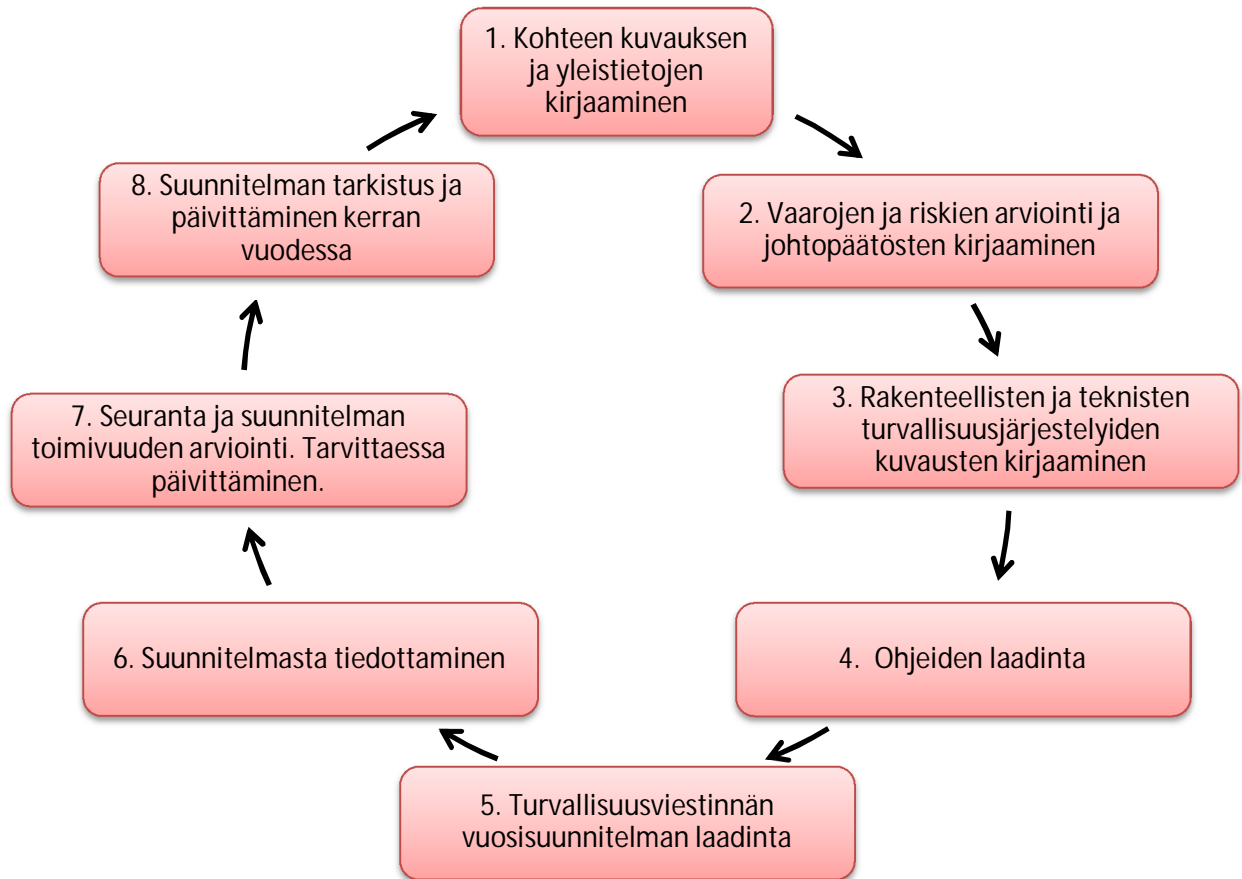 1. Kohteen kuvauksen
ja yleistietojen
kirjaaminen
2. Vaarojen ja riskien arviointi ja
johtopäätösten kirjaaminen
3. Rakenteellisten ja teknisten
turvallisuusjärjestelyiden
kuvausten kirjaaminen
4. Ohjeiden laadinta
5. Turvallisuusviestinnän
vuosisuunnitelman laadinta
6. Suunnitelmasta tiedottaminen
7. Seuranta ja suunnitelman
toimivuuden arviointi. Tarvittaessa
päivittäminen.
8. Suunnitelman tarkistus ja
päivittäminen kerran
vuodessa